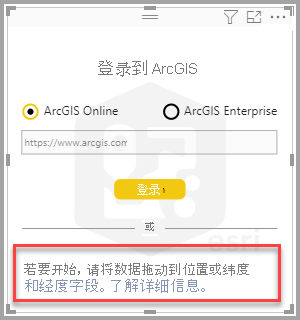 登录到 ArcGIS
ArcGIS Online
ArcGIS Enterprise
https://www.arcgis.com
登录
或
esri
若要开始，请将数据拖动到位置或纬度
和经度字段。了解详细信息。